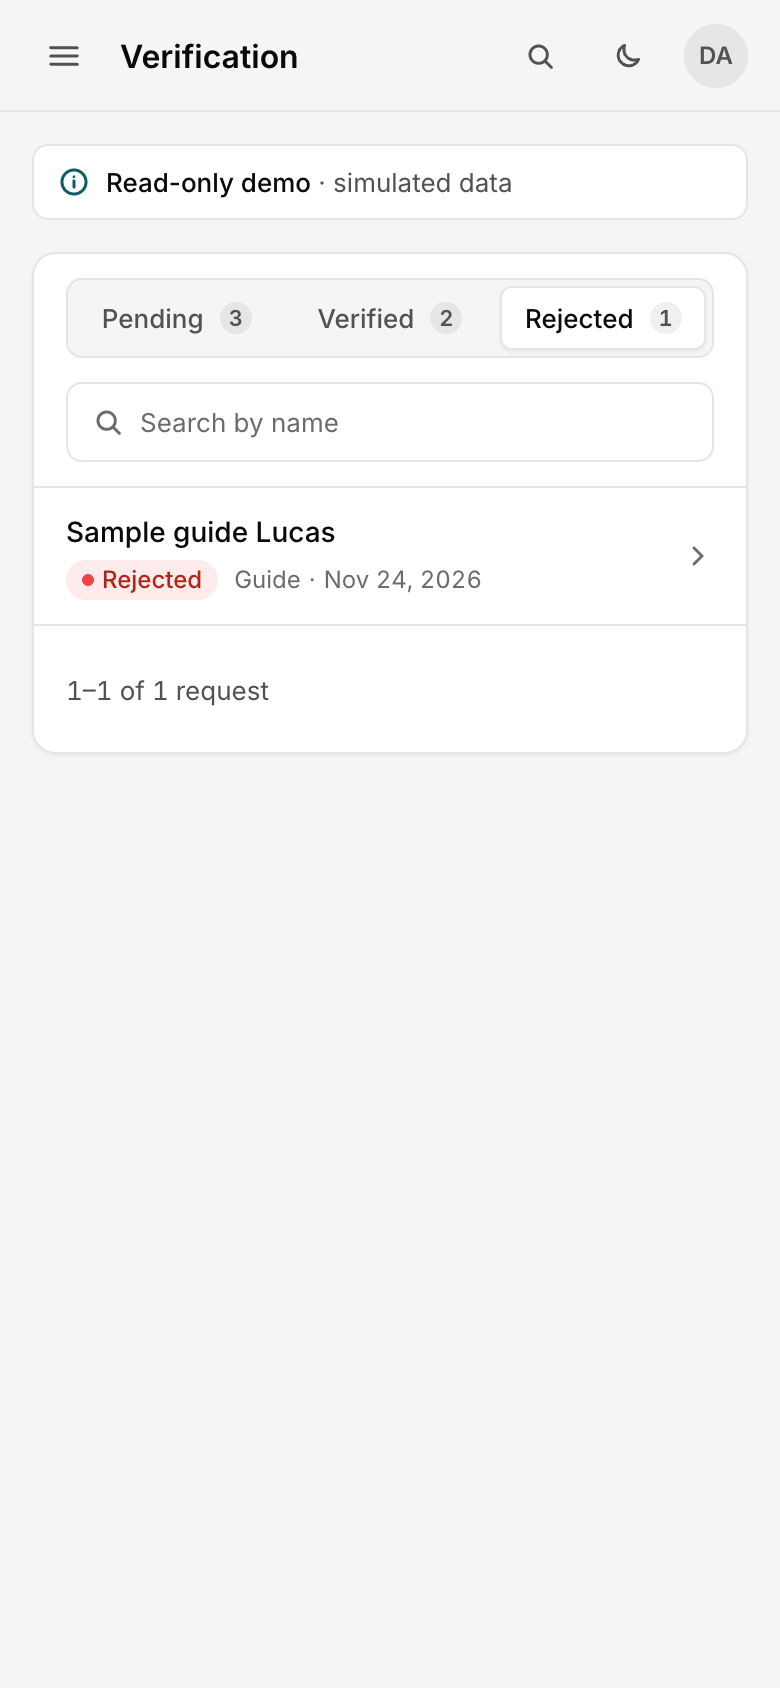 Verification
DA
Read-only demo · simulated data
Pending 3 Verified 2 Rejected 1
Search by name
Sample guide Lucas
Rejected Guide · Nov 24, 2026
1–1 of 1 request